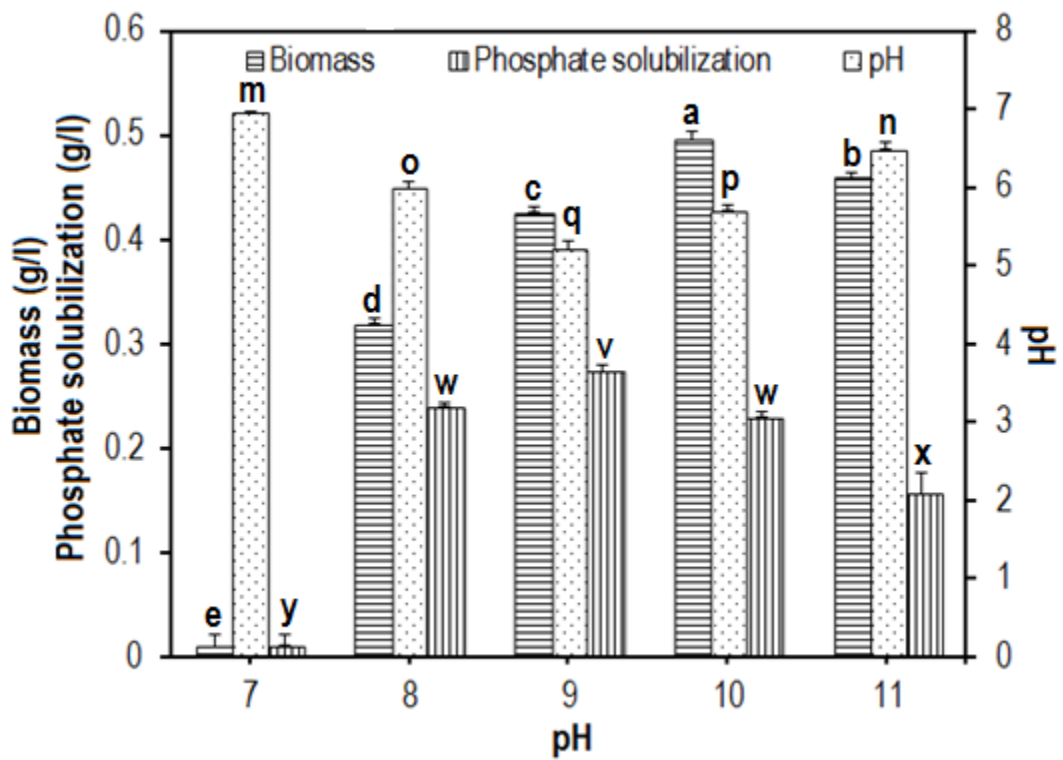 0.6
0.5
0.4
0.3
0.2
0.1
0
Biomass (g/l)
Phosphate solubilization (g/l)
Biomass Phosphate solubilization pH
e m y
d o w
c q v
a p w
b n x
8
7
6
5
4
3
2
1
0
pH
7 8 9 10 11
pH